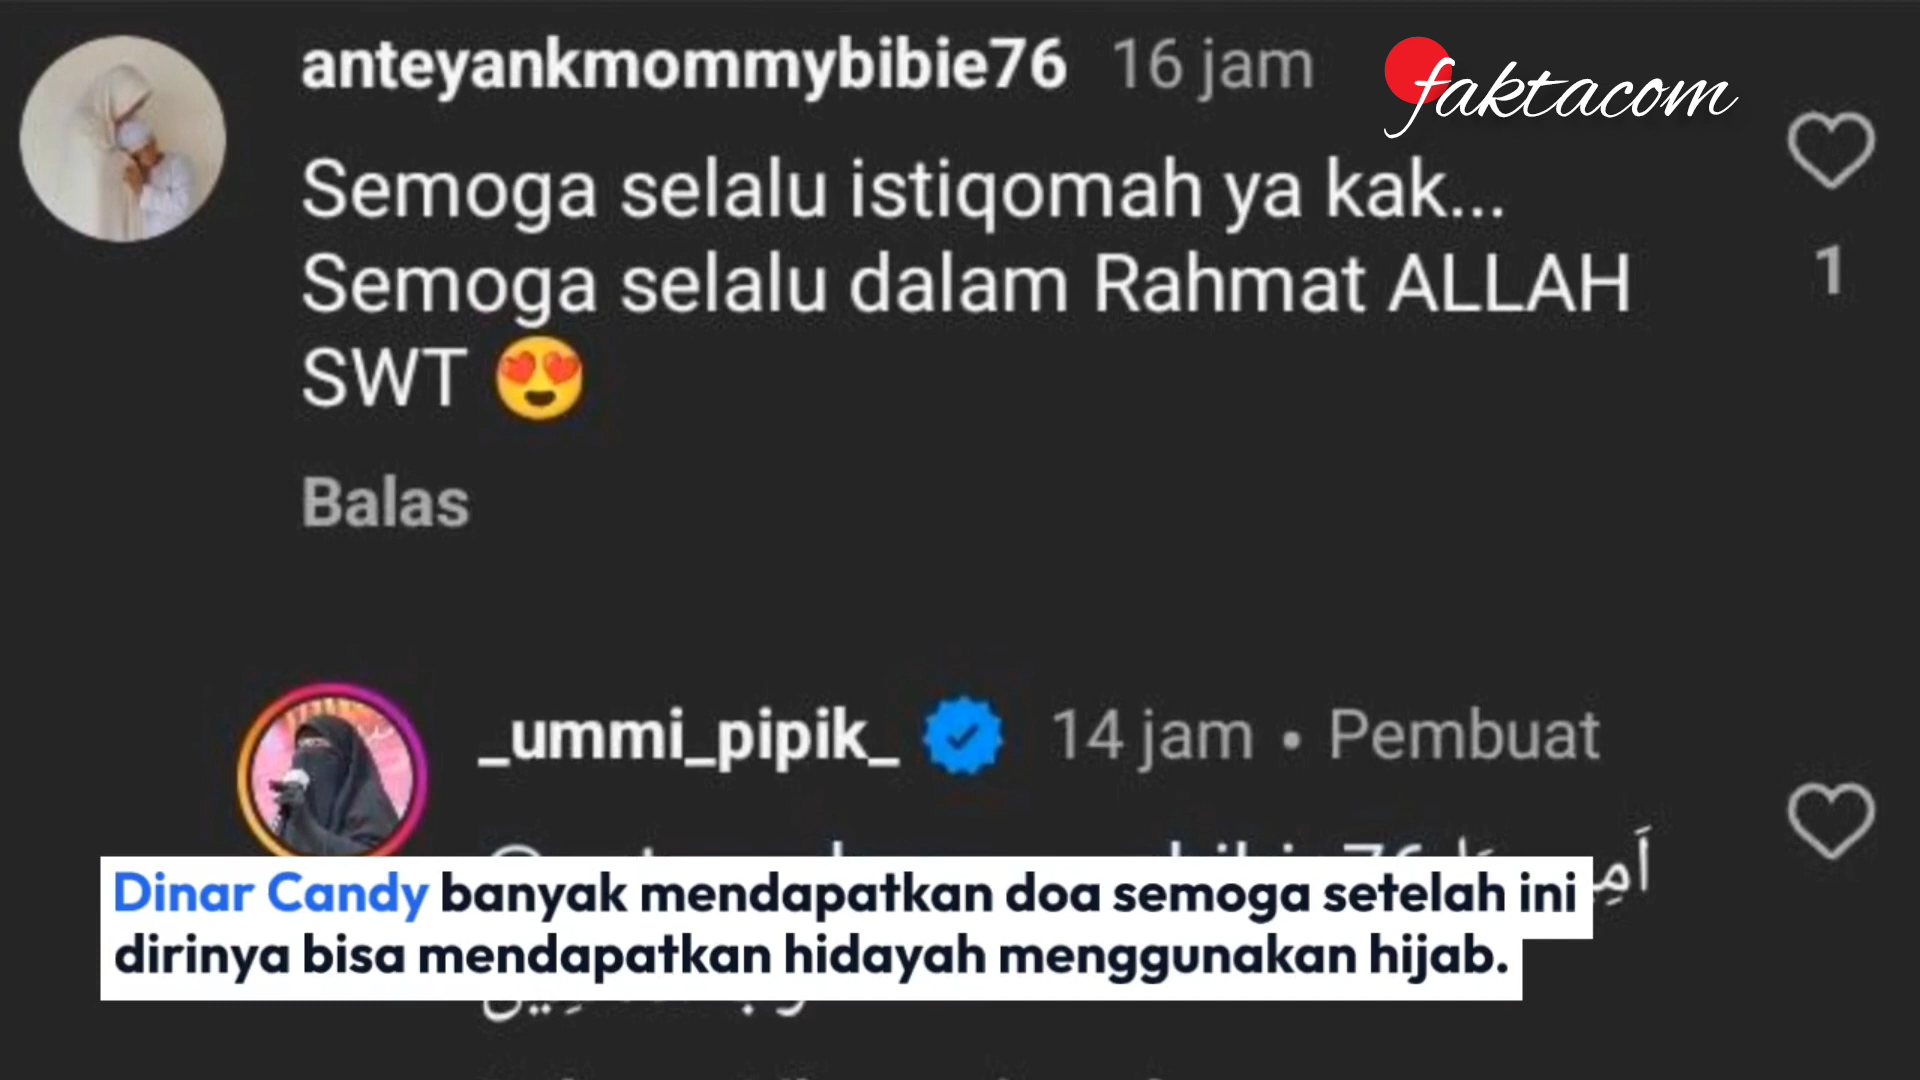 anteyankmommybibie76 16 jam
faktacom
Semoga selalu istiqomah ya kak...
Semoga selalu dalam Rahmat ALLAH
SWT 😍
1
Balas
_ummi_pipik_ 14 jam • Pembuat
Dinar Candy banyak mendapatkan doa semoga setelah ini
dirinya bisa mendapatkan hidayah menggunakan hijab.